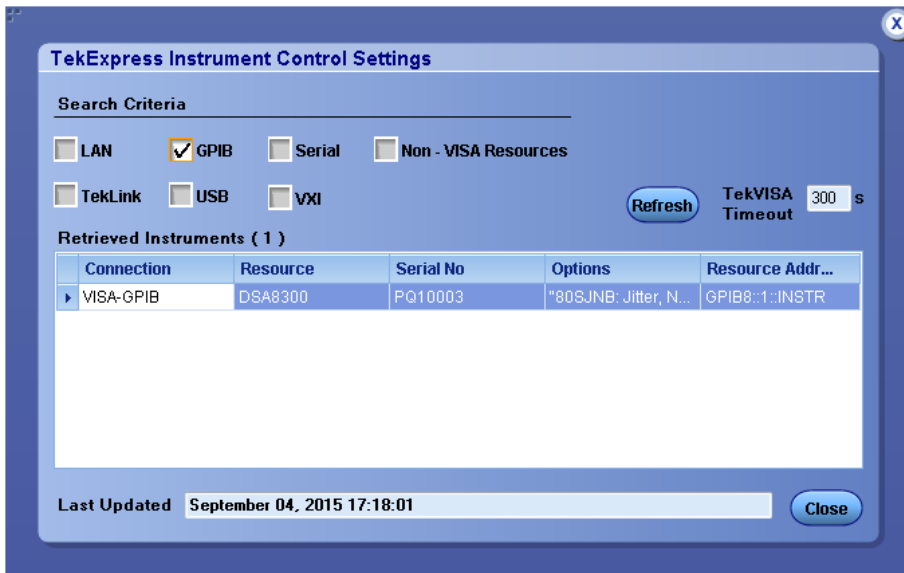 X
TekExpress Instrument Control Settings
Search Criteria
LAN GPIB Serial Non - VISA Resources
TekLink USB VXI Refresh TekVISA Timeout 300 s
Retrieved Instruments ( 1 )
Connection Resource Serial No Options Resource Addr...
VISA-GPIB DSA8300 PQ10003 "80SJNB: Jitter, N... GPIB8::1::INSTR
Last Updated September 04, 2015 17:18:01 Close